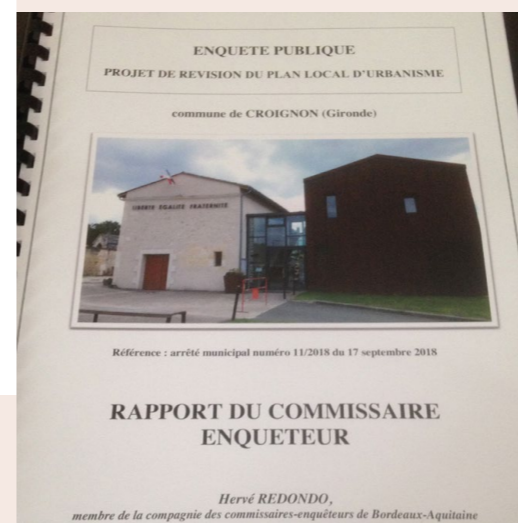 ENQUETE PUBLIQUE
PROJET DE REVISION DU PLAN LOCAL D'URBANISME
commune de CROIGNON (Gironde)
LIBERTE EGALITE FRATERNITE
Référence : arrêté municipal numéro 11/2018 du 17 septembre 2018
RAPPORT DU COMMISSAIRE
ENQUETEUR
Hervé REDONDO,
membre de la compagnie des commissaires-enquêteurs de Bordeaux-Aquitaine